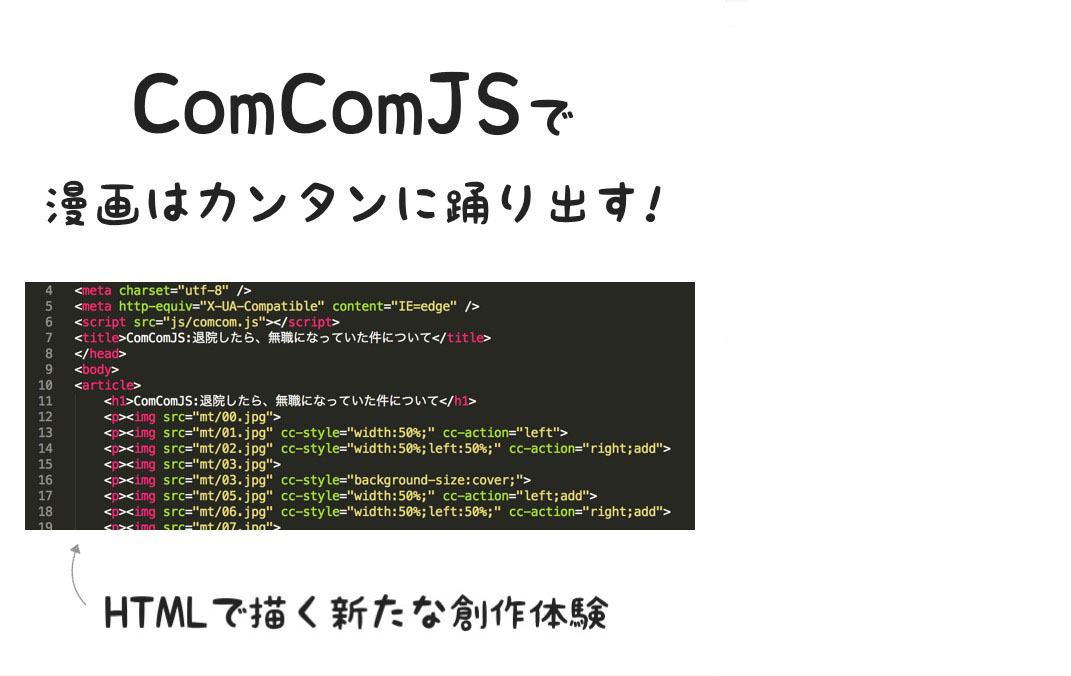 ComComJSで
漫画はカンタンに踊り出す!
4 <meta charset="utf-8" />
5 <meta http-equiv="X-UA-Compatible" content="IE=edge" />
6 <script src="js/comcom.js"></script>
7 <title>ComComJS:退院したら、無職になっていた件について</title>
8 </head>
9 <body>
10 <article>
11 <h1>ComComJS:退院したら、無職になっていた件について</h1>
12 <p><img src="mt/00.jpg">
13 <p><img src="mt/01.jpg" cc-style="width:50%;" cc-action="left">
14 <p><img src="mt/02.jpg" cc-style="width:50%;left:50%;" cc-action="right;add">
15 <p><img src="mt/03.jpg">
16 <p><img src="mt/03.jpg" cc-style="background-size:cover;">
17 <p><img src="mt/05.jpg" cc-style="width:50%;" cc-action="left;add">
18 <p><img src="mt/06.jpg" cc-style="width:50%;left:50%;" cc-action="right;add">
19 <p><img src="mt/07.jpg">
HTMLで描く新たな創作体験